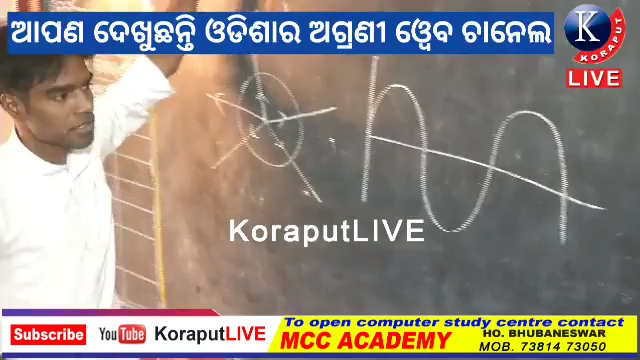 ଆପଣ ଦେଖୁଛନ୍ତି ଓଡିଶାର ଅଗ୍ରଣୀ ଓ୍ବେବ ଚାନେଲ
K
KORAPUT
LIVE
KoraputLIVE
Subscribe YouTube KoraputLIVE
To open computer study centre contact
MCC ACADEMY HO. BHUBANESWAR
MOB. 73814 73050